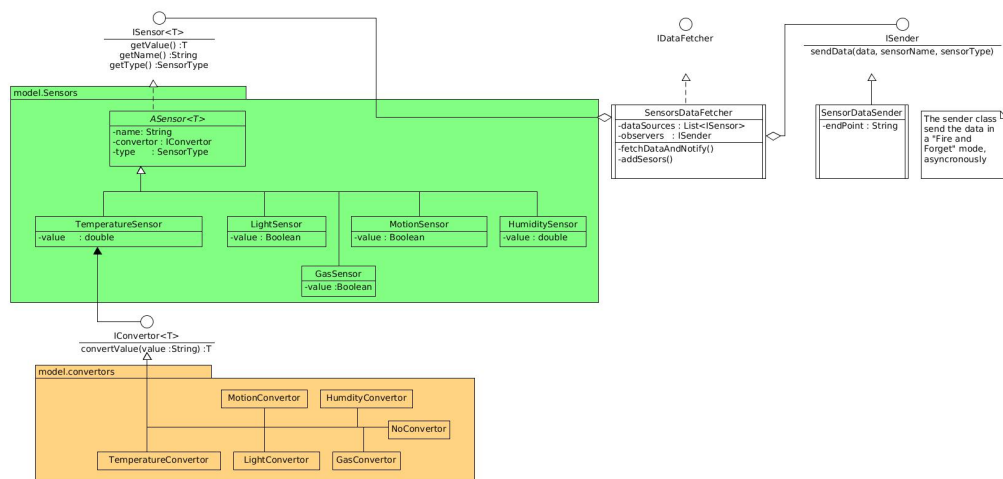 ISensor<T>
getValue() :T
getName() :String
getType() :SensorType
IDataFetcher
ISender
sendData(data, sensorName, sensorType)
model.Sensors
ASensor<T>
-name: String
-convertor : IConvertor
-type : SensorType
SensorsDataFetcher
-dataSources : List<ISensor>
-observers : ISender
-fetchDataAndNotify()
-addSesors()
SensorDataSender
-endPoint : String
The sender class
send the data in
a "Fire and
Forget" mode,
asyncronously
TemperatureSensor
-value : double
LightSensor
-value : Boolean
MotionSensor
-value : Boolean
HumiditySensor
-value : double
GasSensor
-value :Boolean
IConvertor<T>
convertValue(value :String) :T
model.convertors
MotionConvertor
HumdityConvertor
NoConvertor
TemperatureConvertor
LightConvertor
GasConvertor